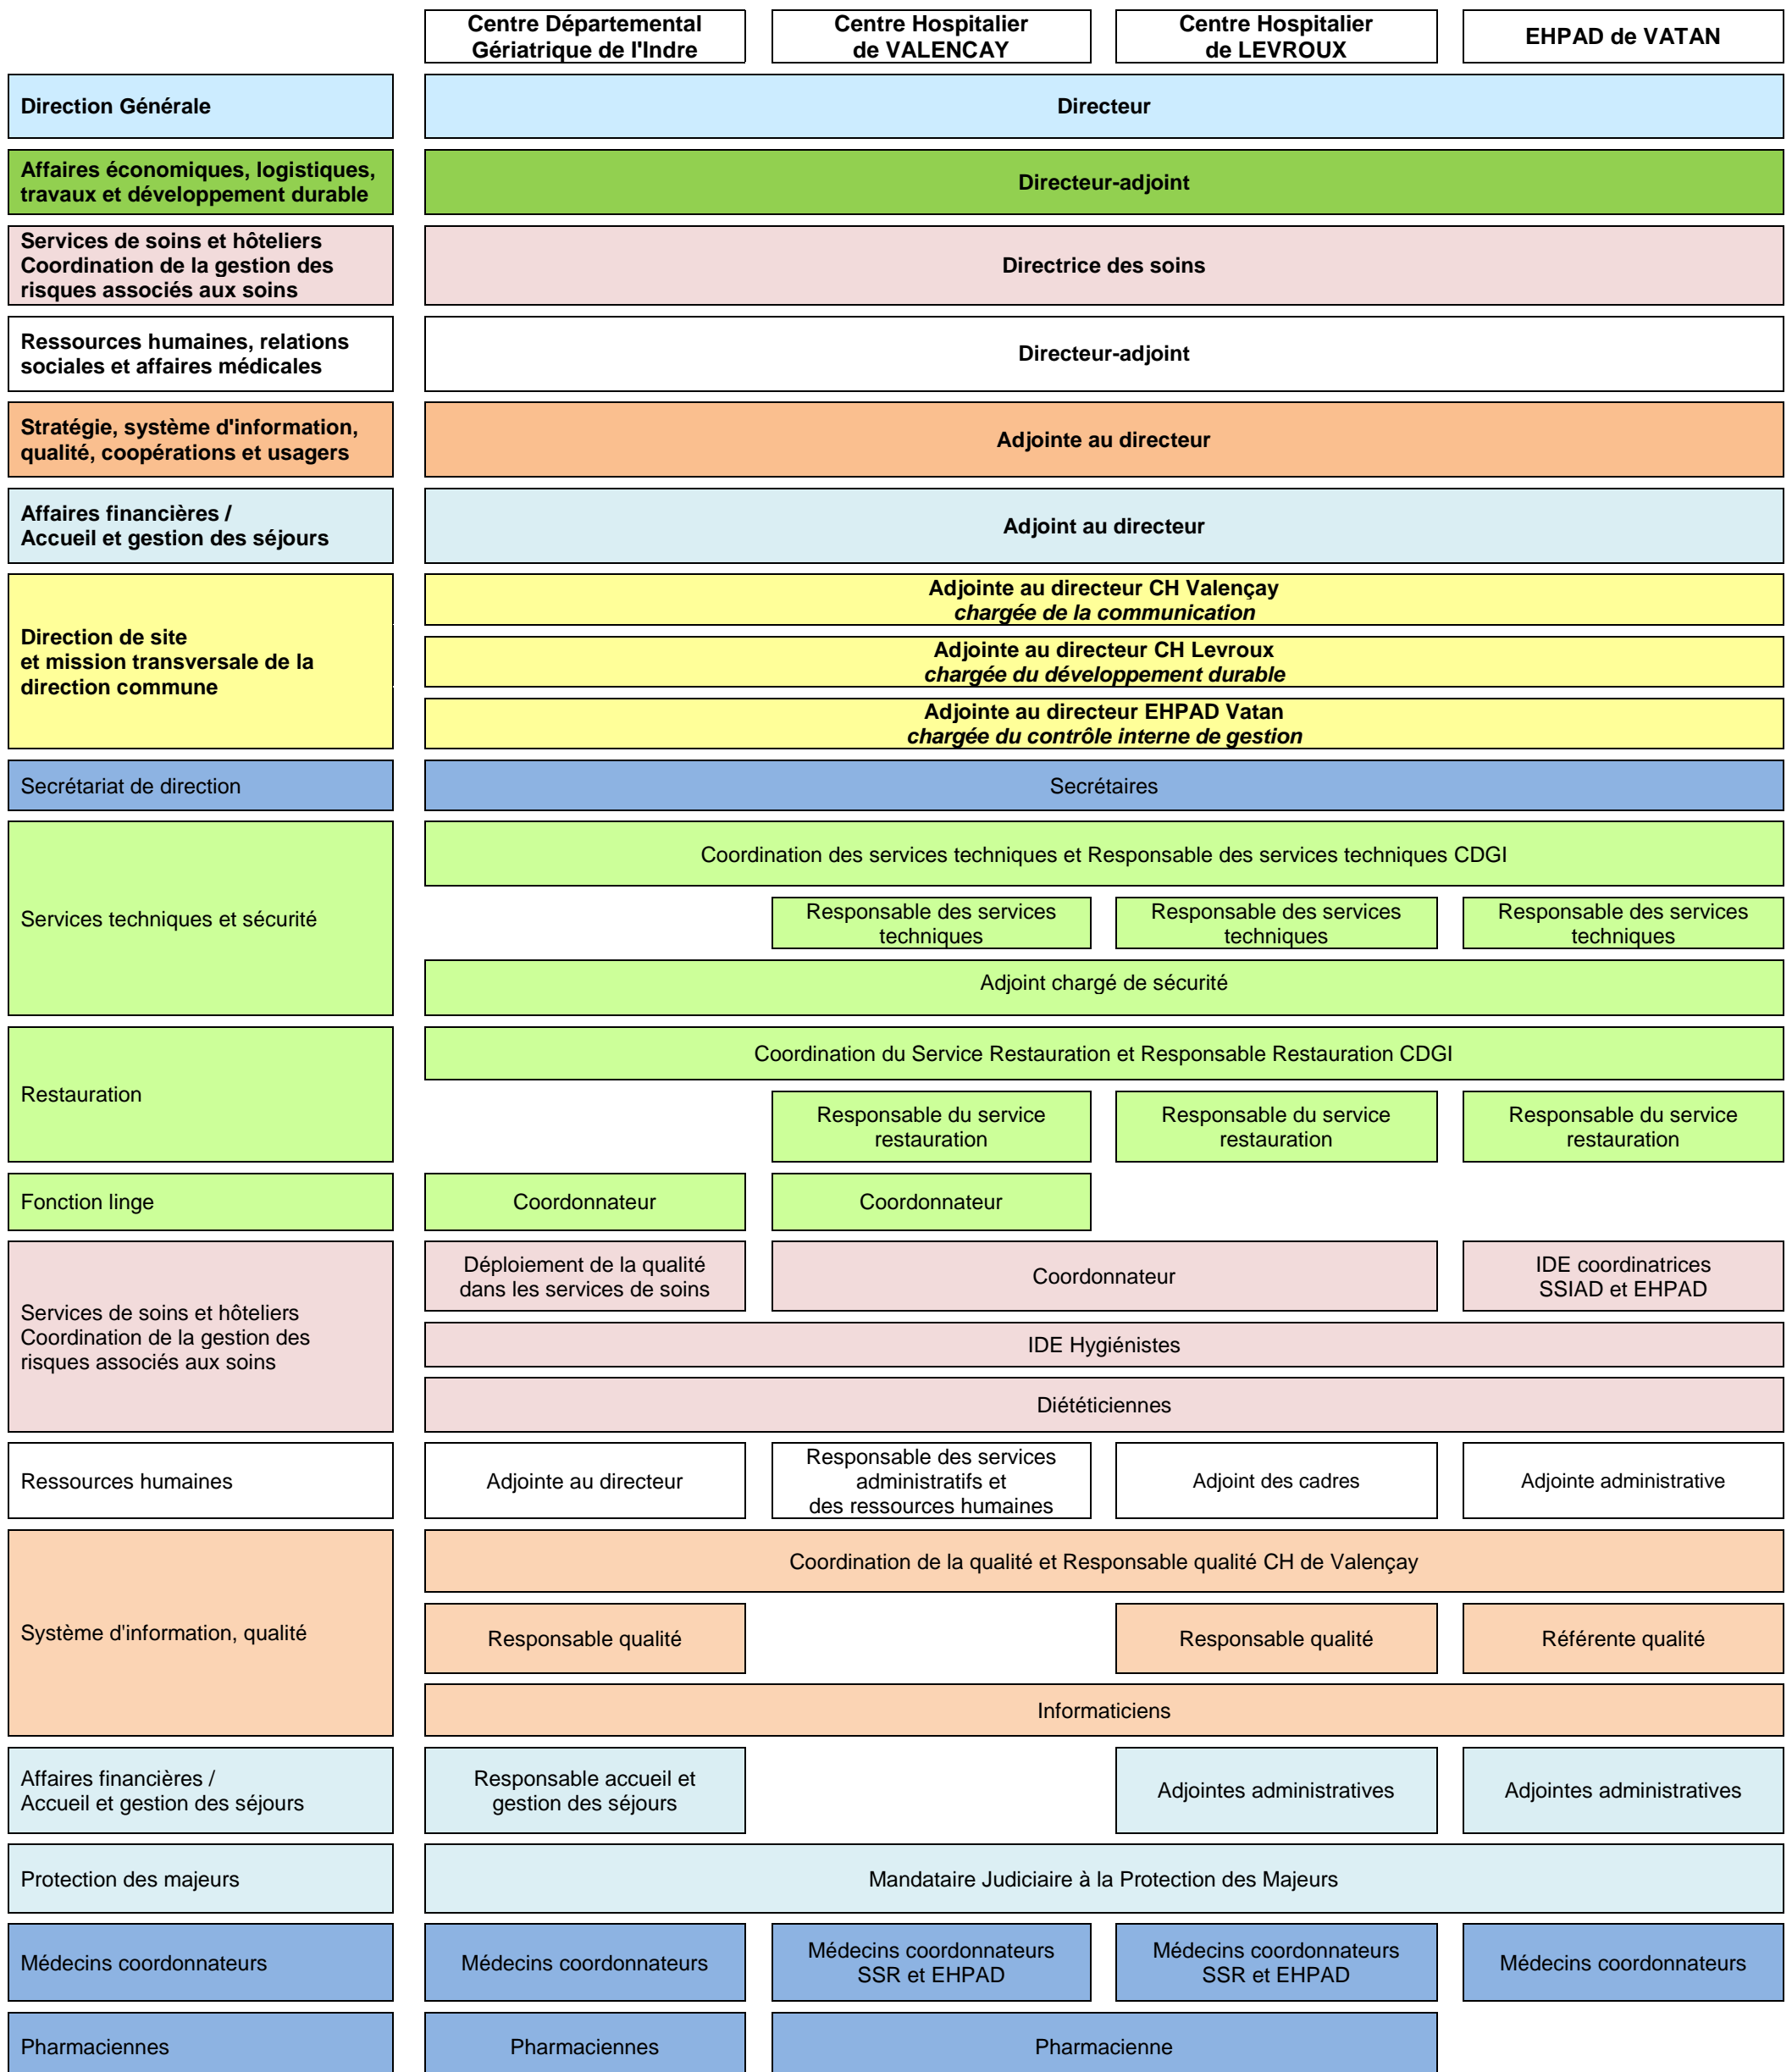 Centre Départemental
Gériatrique de l'Indre
Centre Hospitalier
de VALENCAY
Centre Hospitalier
de LEVROUX
EHPAD de VATAN
Direction Générale
Directeur
Affaires économiques, logistiques,
travaux et développement durable
Directeur-adjoint
Services de soins et hôteliers
Coordination de la gestion des
risques associés aux soins
Directrice des soins
Ressources humaines, relations
sociales et affaires médicales
Directeur-adjoint
Stratégie, système d'information,
qualité, coopérations et usagers
Adjointe au directeur
Affaires financières /
Accueil et gestion des séjours
Adjoint au directeur
Direction de site
et mission transversale de la
direction commune
Adjointe au directeur CH Valençay
chargée de la communication
Adjointe au directeur CH Levroux
chargée du développement durable
Adjointe au directeur EHPAD Vatan
chargée du contrôle interne de gestion
Secrétariat de direction
Secrétaires
Services techniques et sécurité
Coordination des services techniques et Responsable des services techniques CDGI
Responsable des services
techniques
Responsable des services
techniques
Responsable des services
techniques
Adjoint chargé de sécurité
Restauration
Coordination du Service Restauration et Responsable Restauration CDGI
Responsable du service
restauration
Responsable du service
restauration
Responsable du service
restauration
Fonction linge
Coordonnateur
Coordonnateur
Services de soins et hôteliers
Coordination de la gestion des
risques associés aux soins
Déploiement de la qualité
dans les services de soins
Coordonnateur
IDE coordinatrices
SSIAD et EHPAD
IDE Hygiénistes
Diététiciennes
Ressources humaines
Adjointe au directeur
Responsable des services
administratifs et
des ressources humaines
Adjoint des cadres
Adjointe administrative
Système d'information, qualité
Coordination de la qualité et Responsable qualité CH de Valençay
Responsable qualité
Responsable qualité
Référente qualité
Informaticiens
Affaires financières /
Accueil et gestion des séjours
Responsable accueil et
gestion des séjours
Adjointes administratives
Adjointes administratives
Protection des majeurs
Mandataire Judiciaire à la Protection des Majeurs
Médecins coordonnateurs
Médecins coordonnateurs
Médecins coordonnateurs
SSR et EHPAD
Médecins coordonnateurs
SSR et EHPAD
Médecins coordonnateurs
Pharmaciennes
Pharmaciennes
Pharmacienne